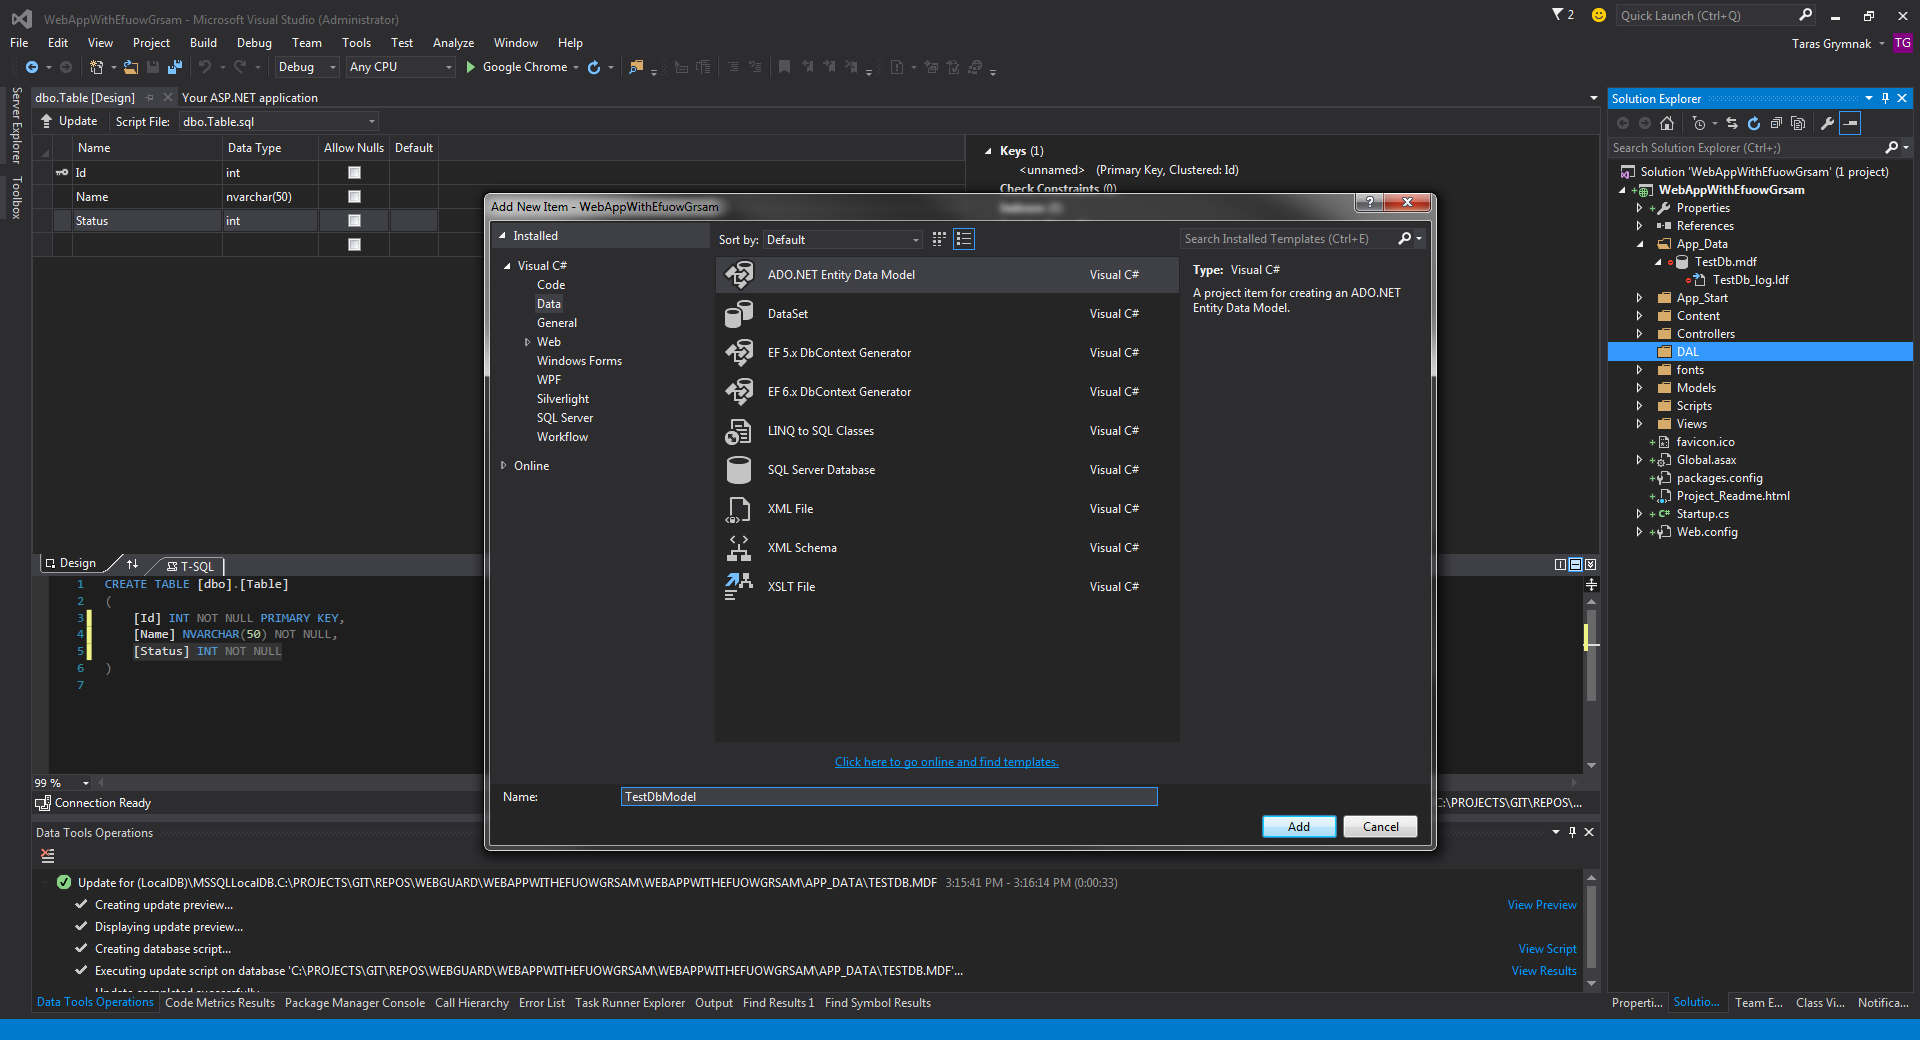 WebAppWithEfuowGrsam - Microsoft Visual Studio (Administrator)
2
Quick Launch (Ctrl+Q)
File Edit View Project Build Debug Team Tools Test Analyze Window Help
Taras Grymnak TG
Debug Any CPU Google Chrome
Server Explorer
Toolbox
dbo.Table [Design] Your ASP.NET application
Update Script File: dbo.Table.sql
Name Data Type Allow Nulls Default
Id int
Name nvarchar(50)
Status int
Keys (1)
<unnamed> (Primary Key, Clustered: Id)
Check Constraints (0)
Add New Item - WebAppWithEfuowGrsam
Installed
Visual C#
Code
Data
General
Web
Windows Forms
WPF
Silverlight
SQL Server
Workflow
Online
Sort by: Default
Search Installed Templates (Ctrl+E)
ADO.NET Entity Data Model Visual C#
DataSet Visual C#
EF 5.x DbContext Generator Visual C#
EF 6.x DbContext Generator Visual C#
LINQ to SQL Classes Visual C#
SQL Server Database Visual C#
XML File Visual C#
XML Schema Visual C#
XSLT File Visual C#
Type: Visual C#
A project item for creating an ADO.NET
Entity Data Model.
Click here to go online and find templates.
Name: TestDbModel
Add Cancel
Design T-SQL
1 CREATE TABLE [dbo].[Table]
2 (
3 [Id] INT NOT NULL PRIMARY KEY,
4 [Name] NVARCHAR(50) NOT NULL,
5 [Status] INT NOT NULL
6 )
7
99 %
Connection Ready
C:\PROJECTS\GIT\REPOS\...
Data Tools Operations
Update for (LocalDB)\MSSQLLocalDB.C:\PROJECTS\GIT\REPOS\WEBGUARD\WEBAPPWITHEFUOWGRSAM\WEBAPPWITHEFUOWGRSAM\APP_DATA\TESTDB.MDF 3:15:41 PM - 3:16:14 PM (0:00:33)
Creating update preview... View Preview
Displaying update preview...
Creating database script... View Script
Executing update script on database 'C:\PROJECTS\GIT\REPOS\WEBGUARD\WEBAPPWITHEFUOWGRSAM\WEBAPPWITHEFUOWGRSAM\APP_DATA\TESTDB.MDF'... View Results
Update completed successfully
Data Tools Operations Code Metrics Results Package Manager Console Call Hierarchy Error List Task Runner Explorer Output Find Results 1 Find Symbol Results
Solution Explorer
Search Solution Explorer (Ctrl+;)
Solution 'WebAppWithEfuowGrsam' (1 project)
WebAppWithEfuowGrsam
Properties
References
App_Data
TestDb.mdf
TestDb_log.ldf
App_Start
Content
Controllers
DAL
fonts
Models
Scripts
Views
favicon.ico
Global.asax
packages.config
Project_Readme.html
Startup.cs
Web.config
Properti... Solutio... Team E... Class Vi... Notifica...